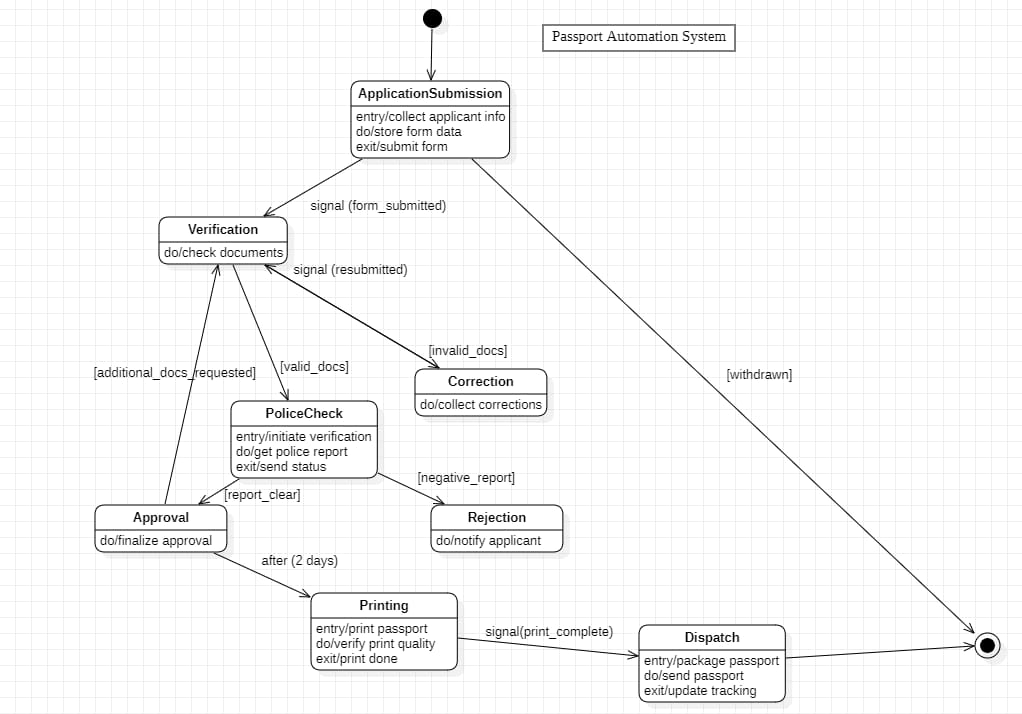 Passport Automation System
ApplicationSubmission
entry/collect applicant info
do/store form data
exit/submit form
signal (form_submitted)
Verification
do/check documents
signal (resubmitted)
[invalid_docs]
[valid_docs]
[additional_docs_requested]
[withdrawn]
Correction
do/collect corrections
PoliceCheck
entry/initiate verification
do/get police report
exit/send status
[negative_report]
[report_clear]
Approval
do/finalize approval
Rejection
do/notify applicant
after (2 days)
Printing
entry/print passport
do/verify print quality
exit/print done
signal(print_complete)
Dispatch
entry/package passport
do/send passport
exit/update tracking